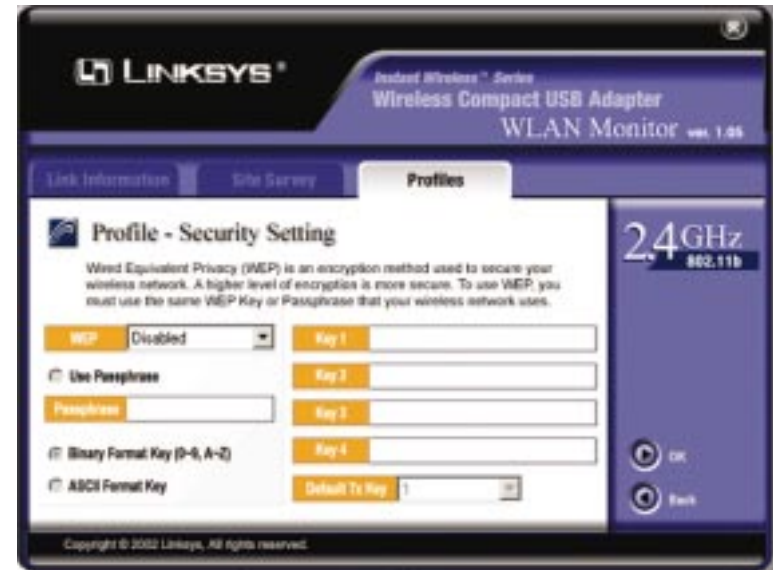 LINKSYS®
Instant Wireless™ Series
Wireless Compact USB Adapter
WLAN Monitor ver. 1.05
Link Information
Site Survey
Profiles
Profile - Security Setting
Wired Equivalent Privacy (WEP) is an encryption method used to secure your
wireless network. A higher level of encryption is more secure. To use WEP, you
must use the same WEP Key or Passphrase that your wireless network uses.
WEP Disabled
Use Passphrase
Passphrase
Binary Format Key (0~9, A~Z)
ASCII Format Key
Key 1
Key 2
Key 3
Key 4
Default Tx Key 1
2.4GHz
802.11b
OK
Back
Copyright © 2002 Linksys, All rights reserved.